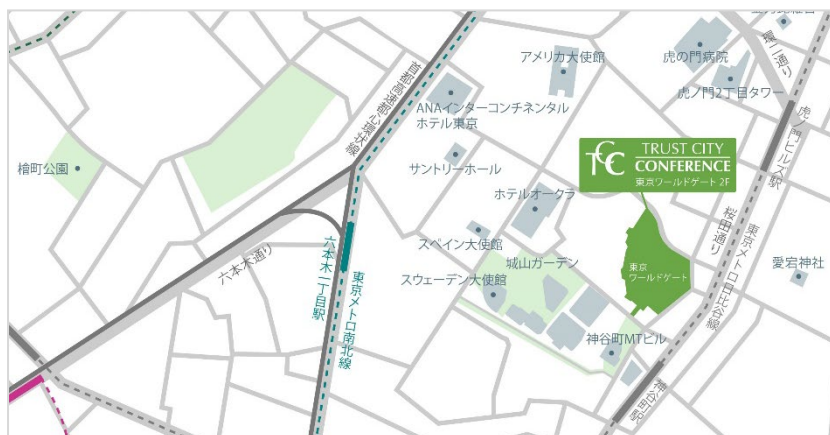 アメリカ大使館
虎の門病院
環二通り
虎ノ門2丁目タワー
首都高速都心環状線
ANAインターコンチネンタル
ホテル東京
虎ノ門ヒルズ駅
TCC
TRUST CITY
CONFERENCE
東京ワールドゲート 2F
檜町公園
サントリーホール
ホテルオークラ
桜田通り
スペイン大使館
城山ガーデン
東京
ワールドゲート
東京メトロ日比谷線
愛宕神社
六本木通り
六本木一丁目駅
東京メトロ南北線
スウェーデン大使館
神谷町MTビル
神谷町駅